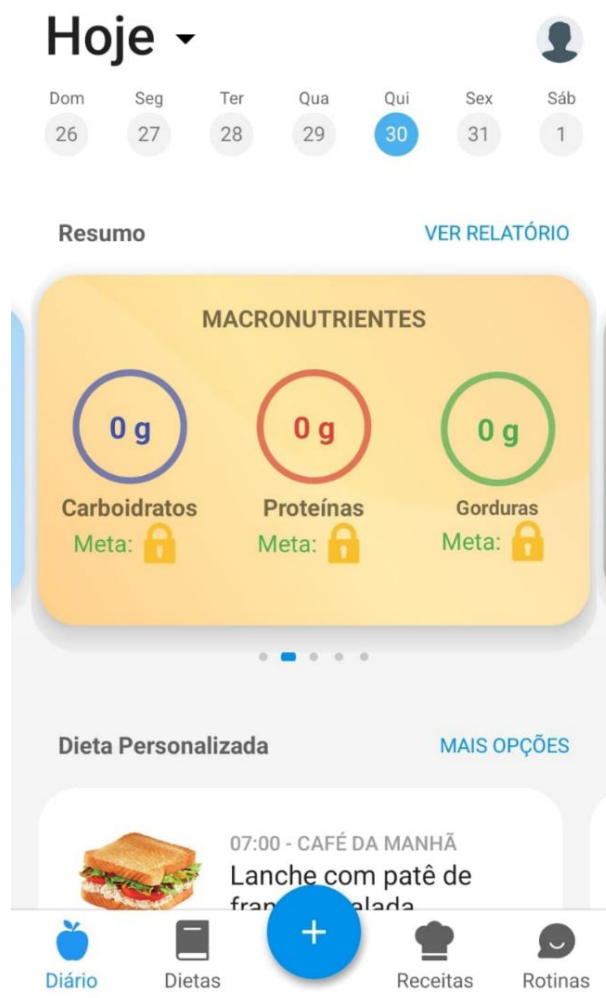 Hoje
Dom Seg Ter Qua Qui Sex Sáb
26 27 28 29 30 31 1
Resumo VER RELATÓRIO
MACRONUTRIENTES
0 g 0 g 0 g
Carboidratos Proteínas Gorduras
Meta: Meta: Meta:
Dieta Personalizada MAIS OPÇÕES
07:00 - CAFÉ DA MANHÃ
Lanche com patê de
+
Diário Dietas Receitas Rotinas